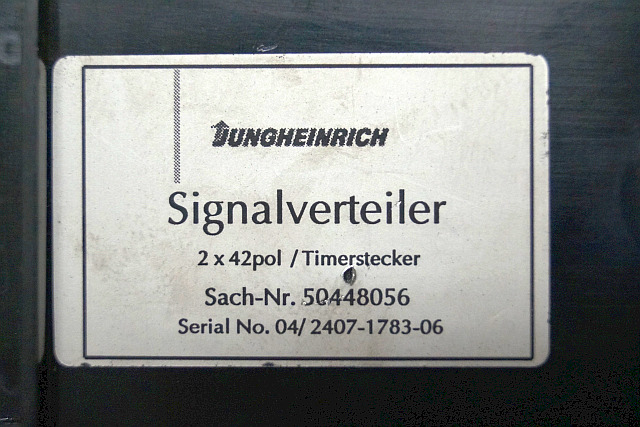 JUNGHEINRICH
Signalverteiler
2 x 42pol / Timerstecker
Sach-Nr. 50448056
Serial No. 04/ 2407-1783-06